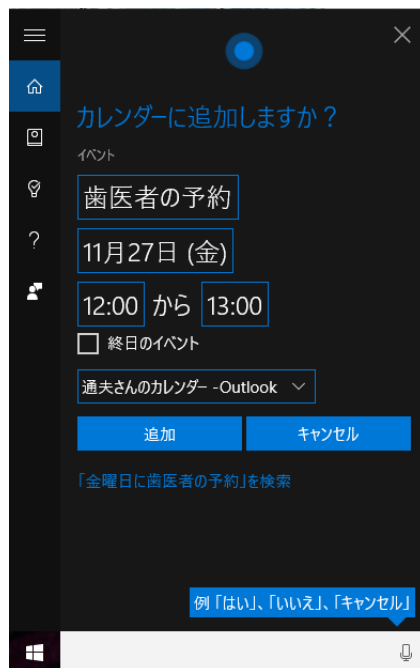 カレンダーに追加しますか？
イベント
歯医者の予約
11月27日 (金)
12:00 から 13:00
終日のイベント
通夫さんのカレンダー -Outlook
追加 キャンセル
「金曜日に歯医者の予約」を検索
例 「はい」、「いいえ」、「キャンセル」